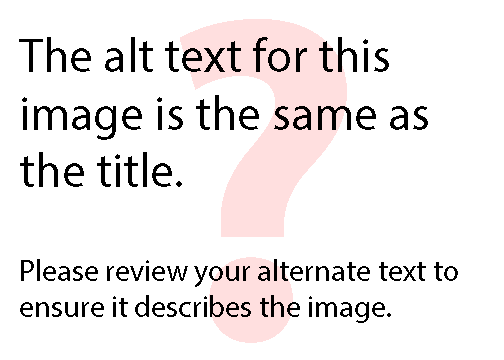 The alt text for this
image is the same as
the title.
Please review your alternate text to
ensure it describes the image.